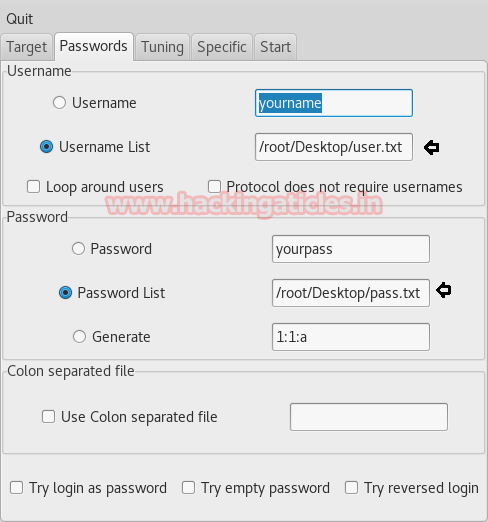 Quit
Target Passwords Tuning Specific Start
Username
Username yourname
Username List /root/Desktop/user.txt
Loop around users Protocol does not require usernames
www.hackingaticles.in
Password
Password yourpass
Password List /root/Desktop/pass.txt
Generate 1:1:a
Colon separated file
Use Colon separated file
Try login as password Try empty password Try reversed login